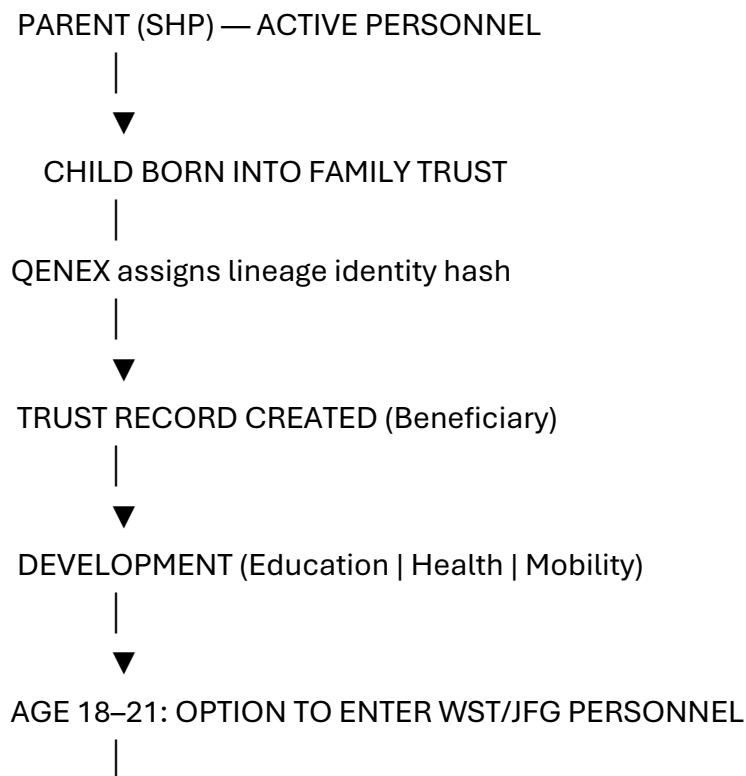 PARENT (SHP) — ACTIVE PERSONNEL
│
▼
CHILD BORN INTO FAMILY TRUST
│
QENEX assigns lineage identity hash
│
▼
TRUST RECORD CREATED (Beneficiary)
│
▼
DEVELOPMENT (Education | Health | Mobility)
│
▼
AGE 18–21: OPTION TO ENTER WST/JFG PERSONNEL
│